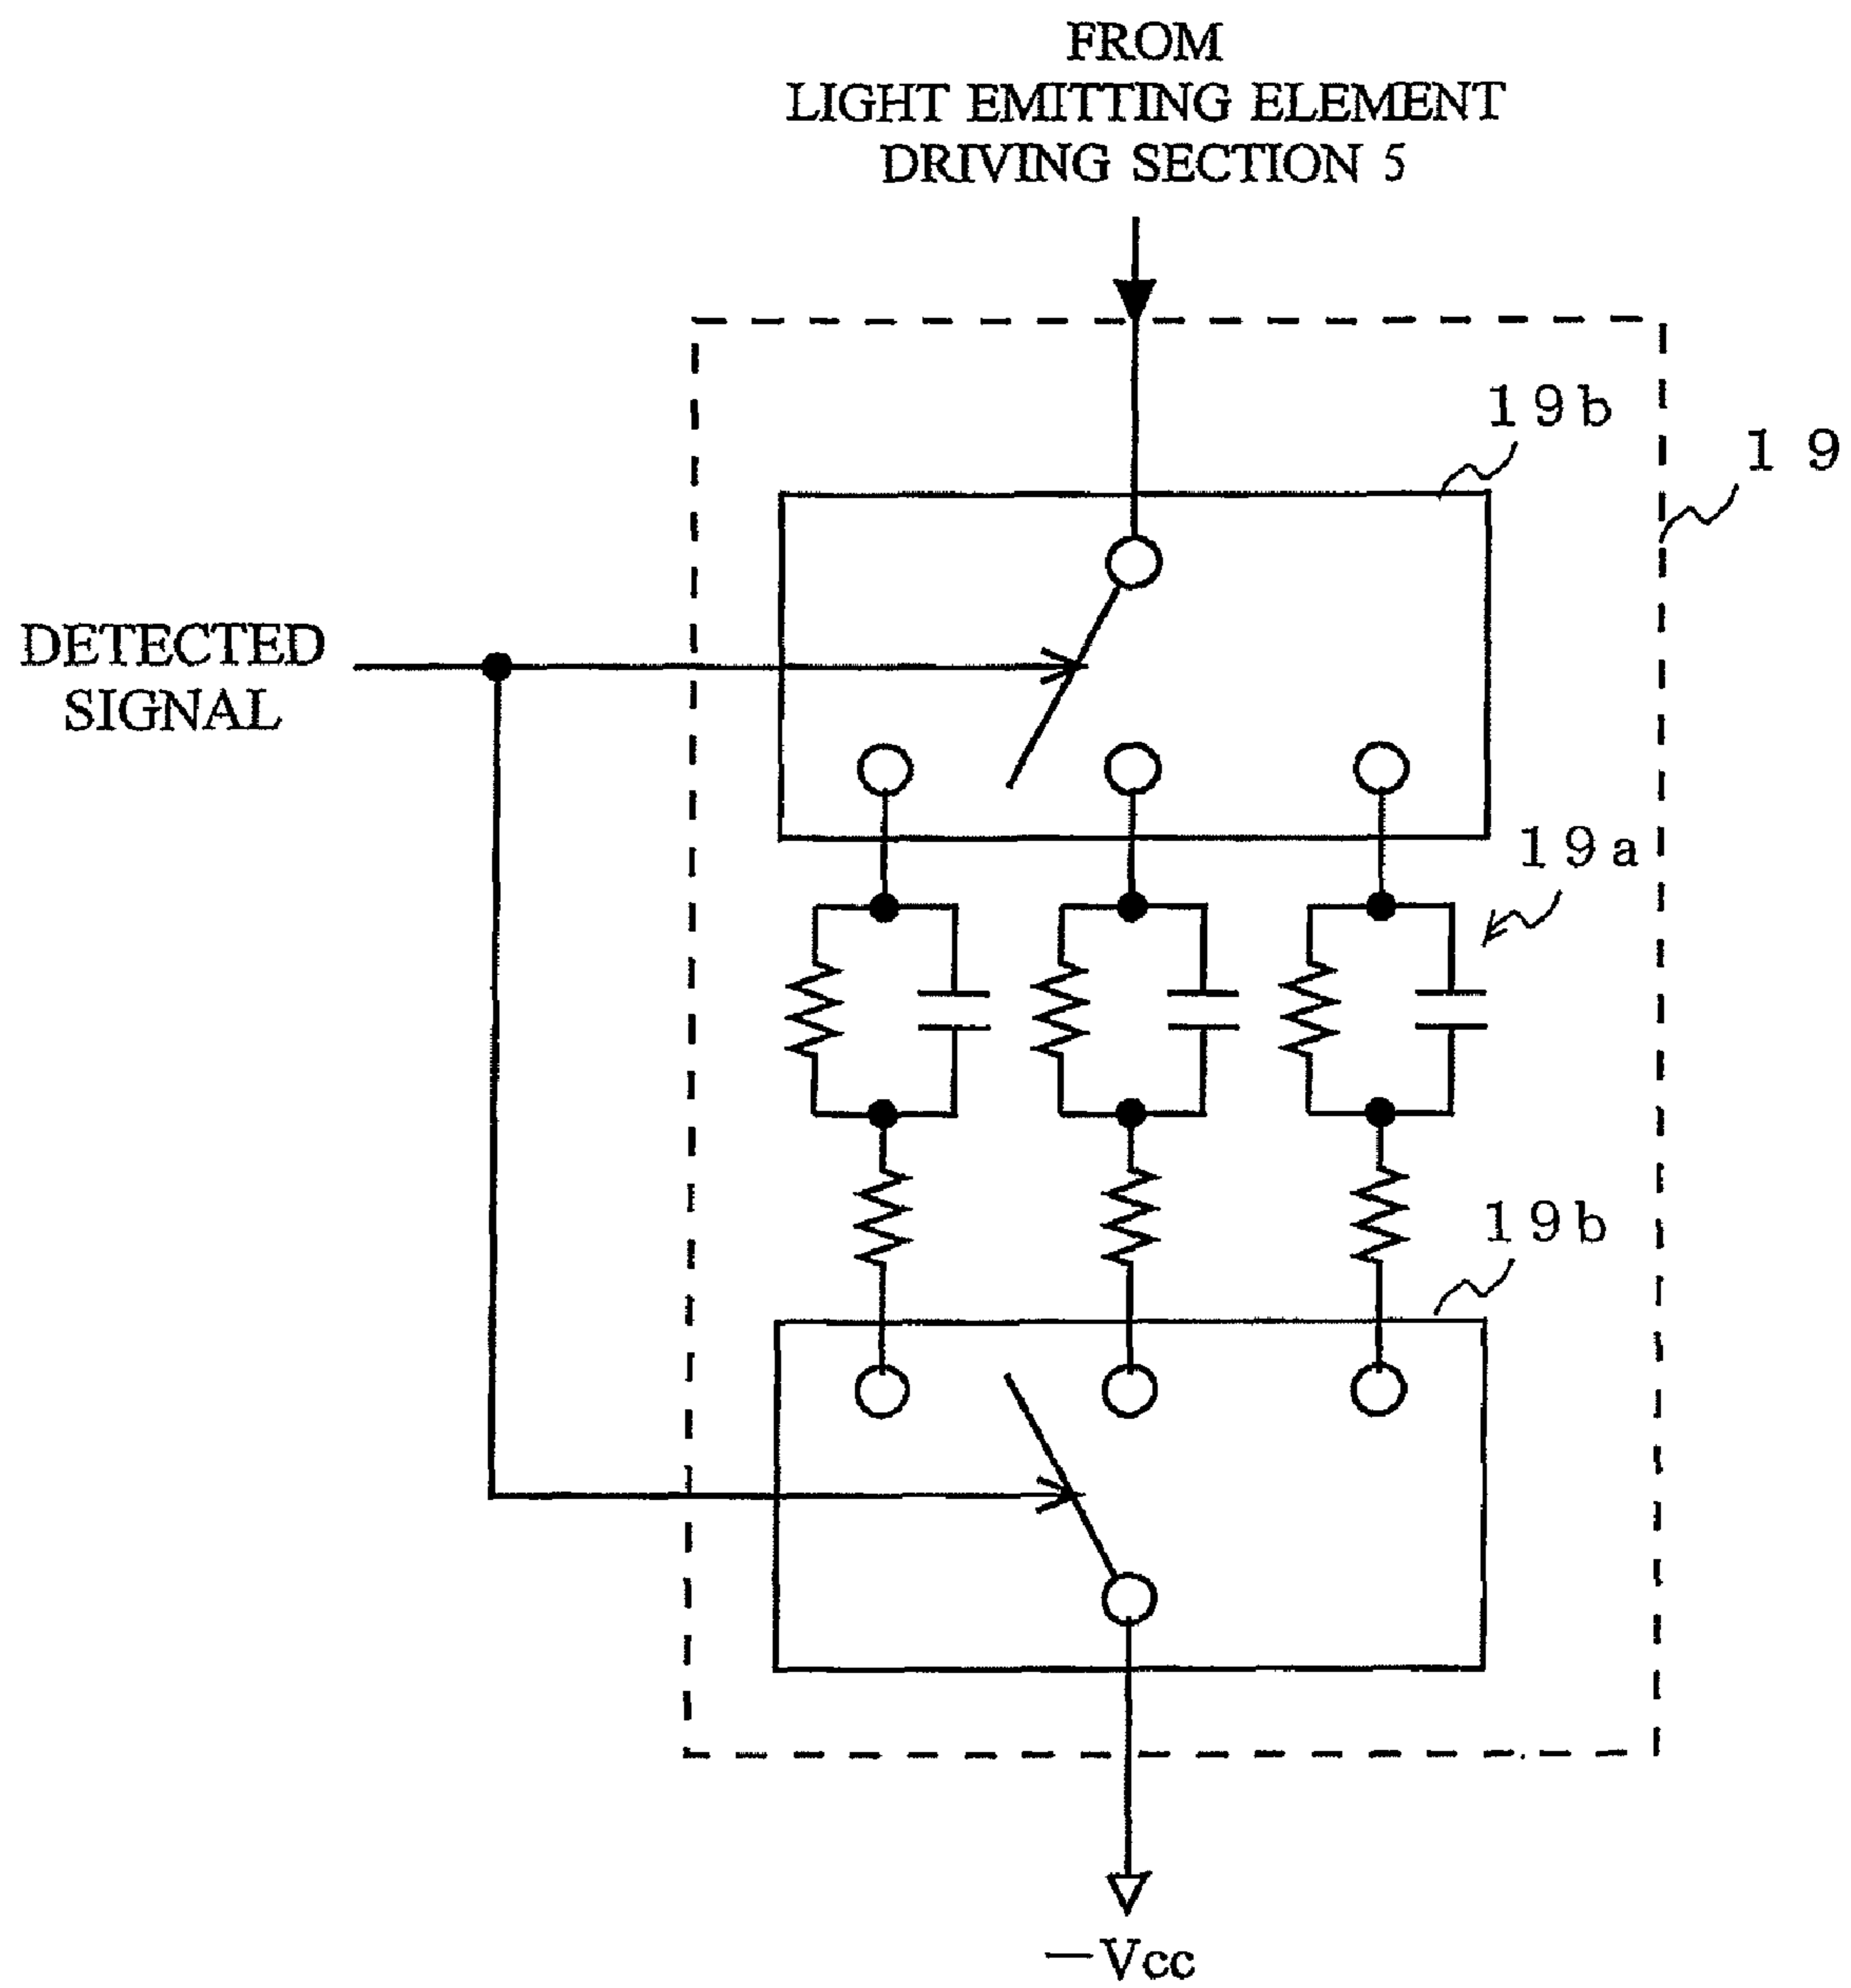 FROM
LIGHT EMITTING ELEMENT
DRIVING SECTION 5
19b
19
DETECTED
SIGNAL
19a
19b
−Vcc